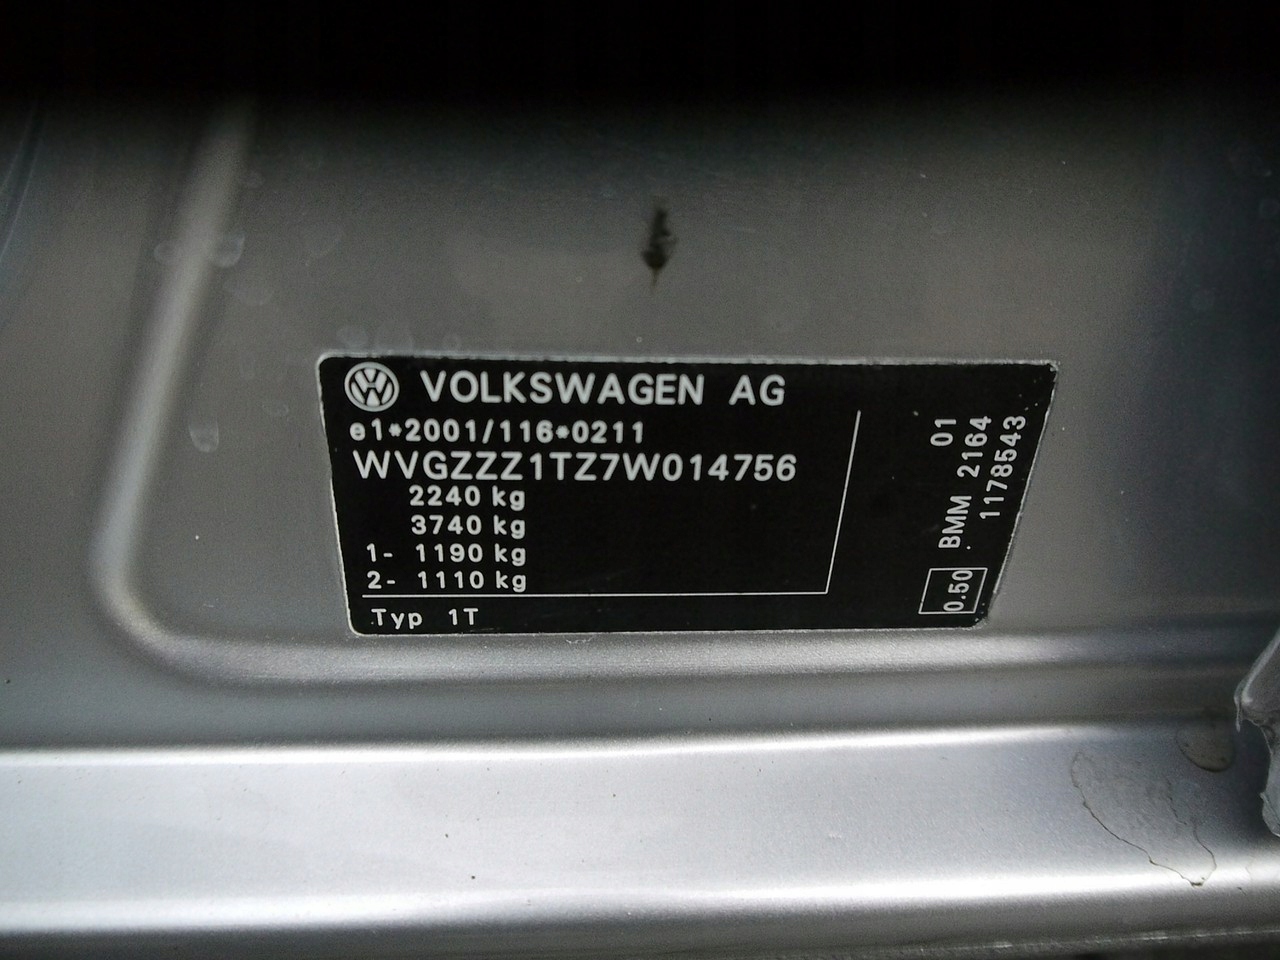 VOLKSWAGEN AG
e1*2001/116*0211
WVGZZZ1TZ7W014756
2240 kg
3740 kg
1- 1190 kg
2- 1110 kg
Typ 1T
01
BMM 2164
1178543
0.50